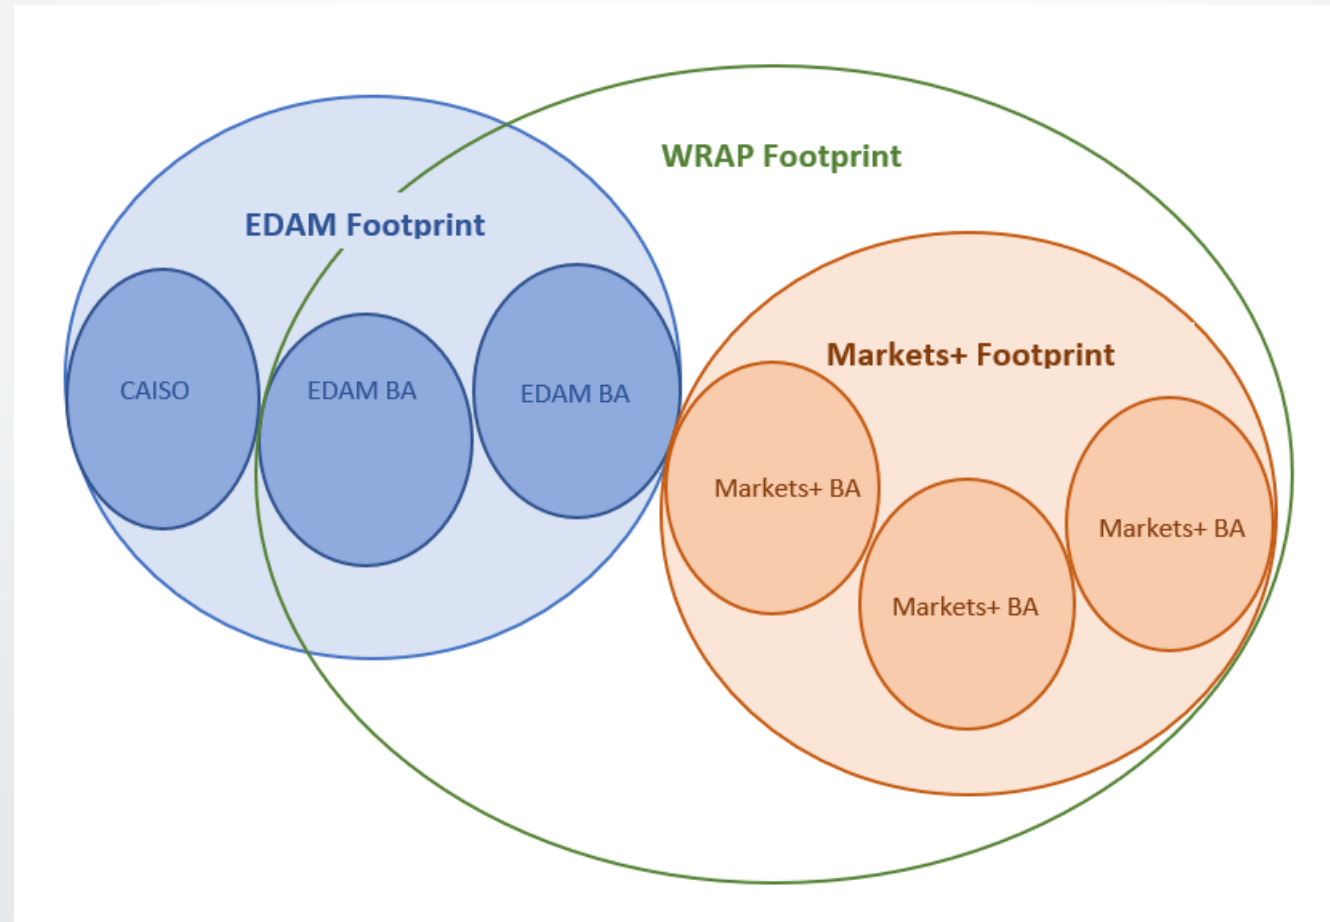 WRAP Footprint
EDAM Footprint
Markets+ Footprint
CAISO
EDAM BA
EDAM BA
Markets+ BA
Markets+ BA
Markets+ BA